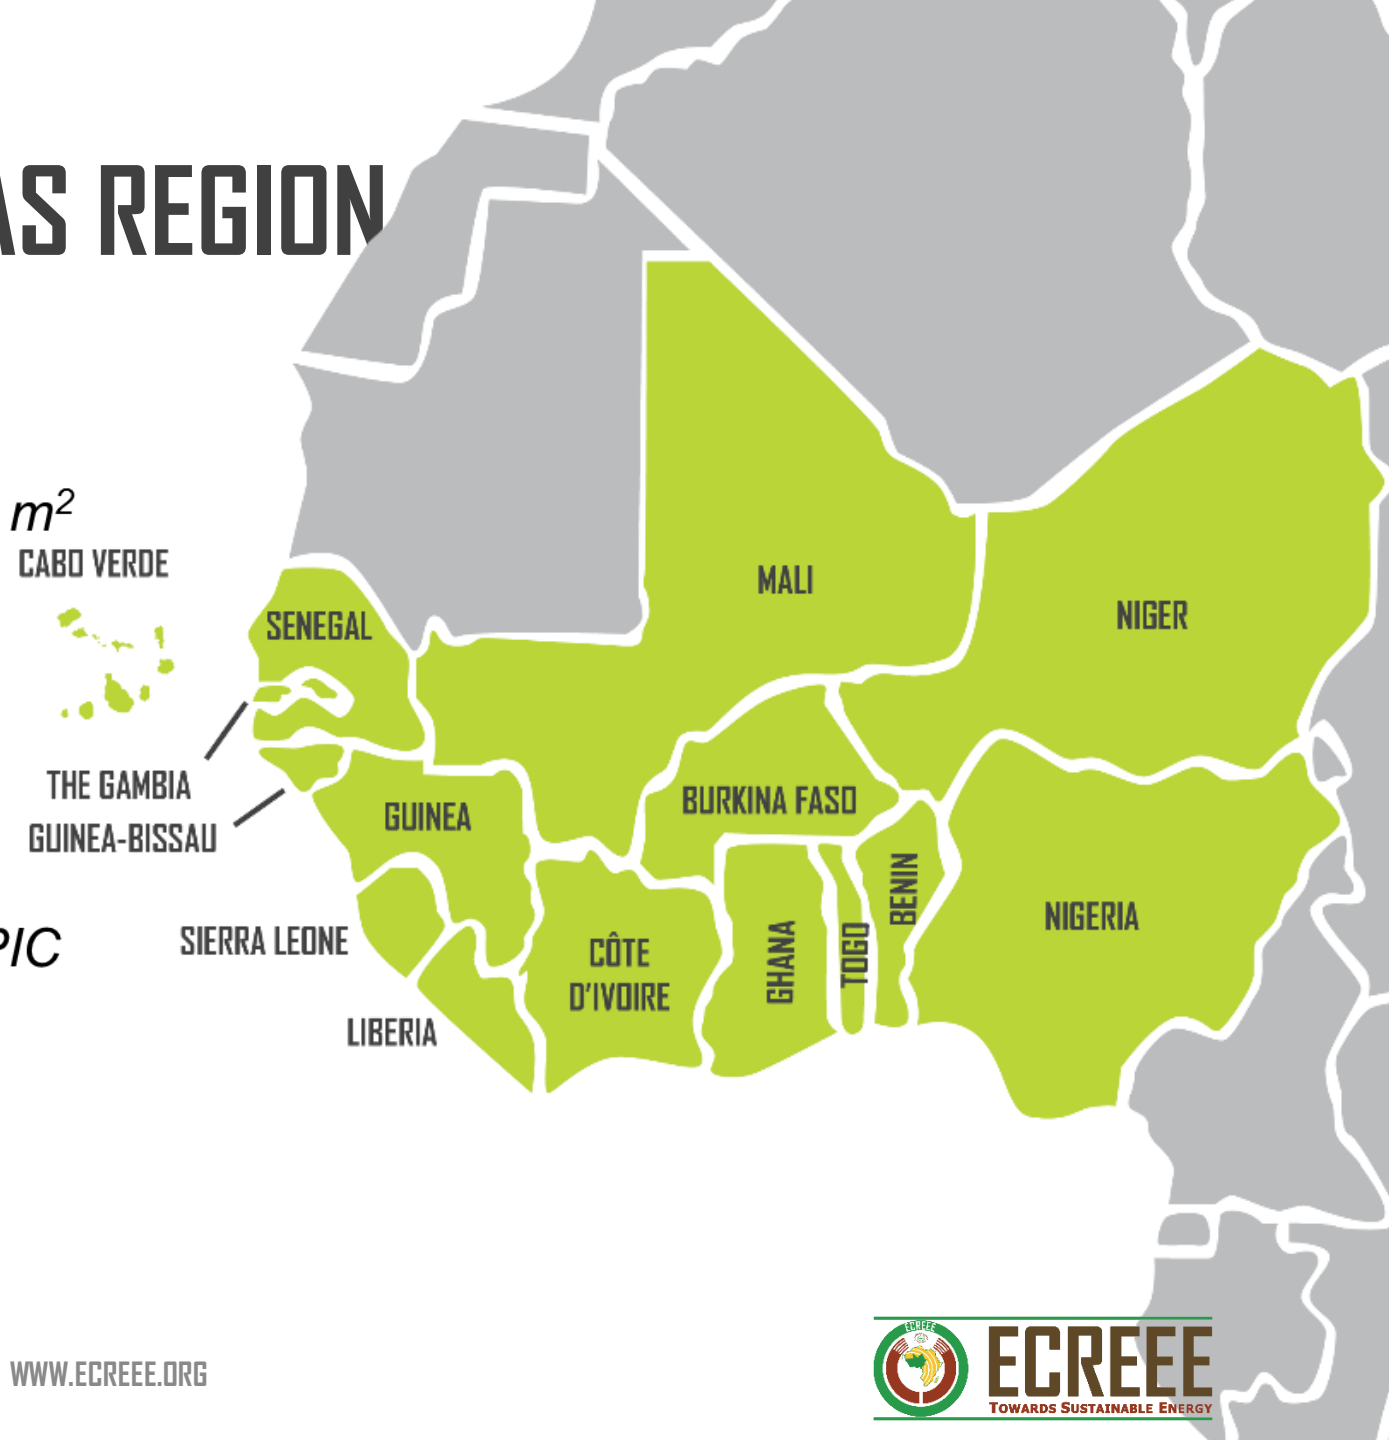 AS REGION
m²
CABO VERDE
SENEGAL
MALI
NIGER
THE GAMBIA
GUINEA-BISSAU
GUINEA
BURKINA FASO
BENIN
NIGERIA
SIERRA LEONE
CÔTE
D'IVOIRE
GHANA
TOGO
PIC
LIBERIA
WWW.ECREEE.ORG
ECREEE
ECREEE
TOWARDS SUSTAINABLE ENERGY